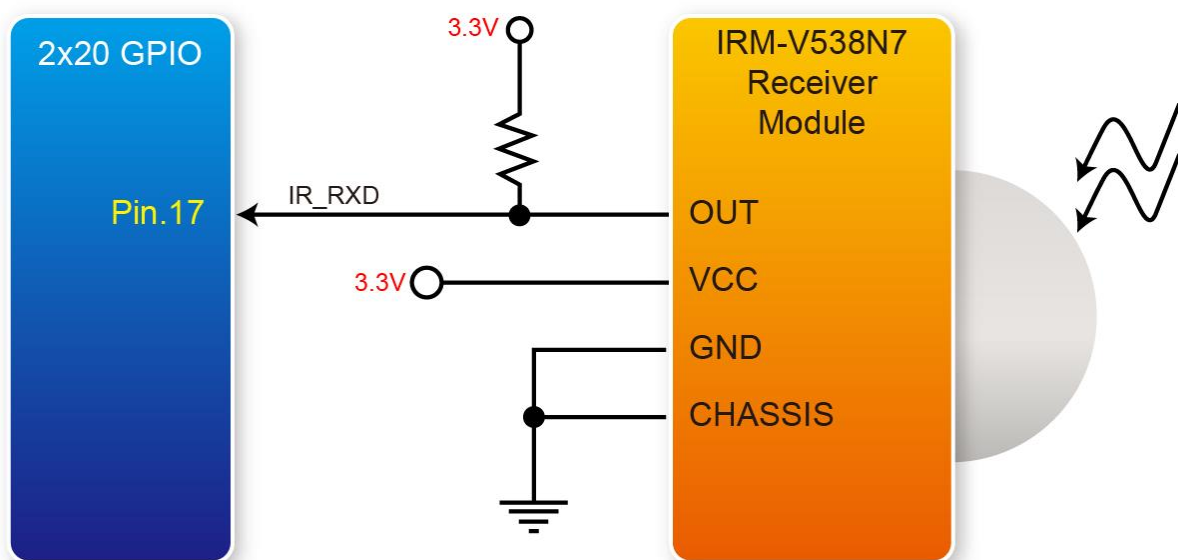 2x20 GPIO
Pin.17
IR_RXD
3.3V
3.3V
IRM-V538N7
Receiver
Module
OUT
VCC
GND
CHASSIS